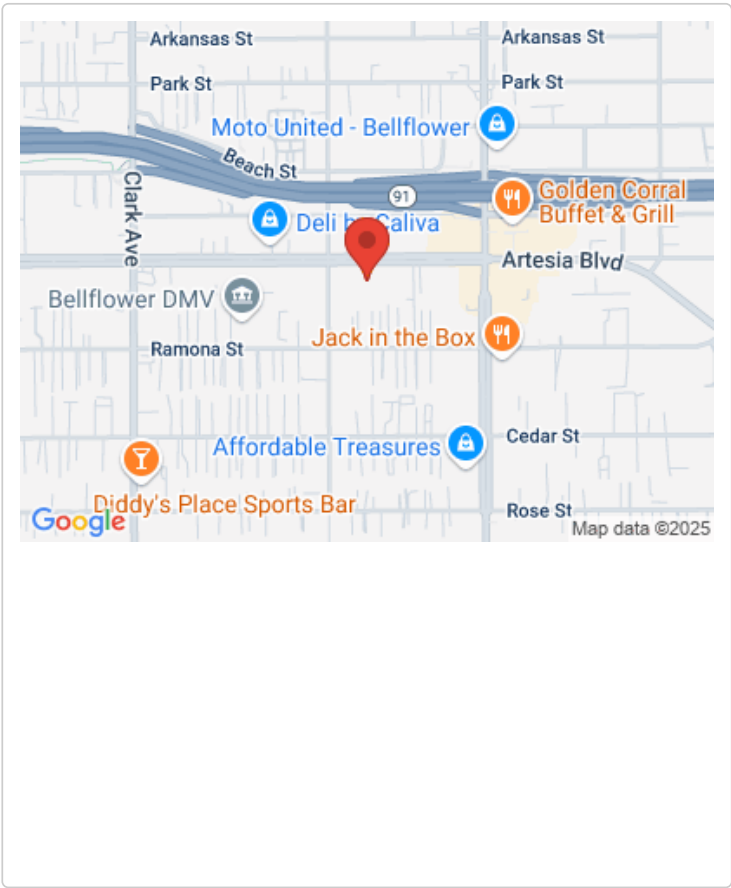 Arkansas St
Arkansas St
Park St
Park St
Moto United - Bellflower
Beach St
91
Clark Ave
Golden Corral
Buffet & Grill
Deli by Caliva
Artesia Blvd
Bellflower DMV
Jack in the Box
Ramona St
Cedar St
Affordable Treasures
Diddy's Place Sports Bar
Rose St
Google
Map data ©2025